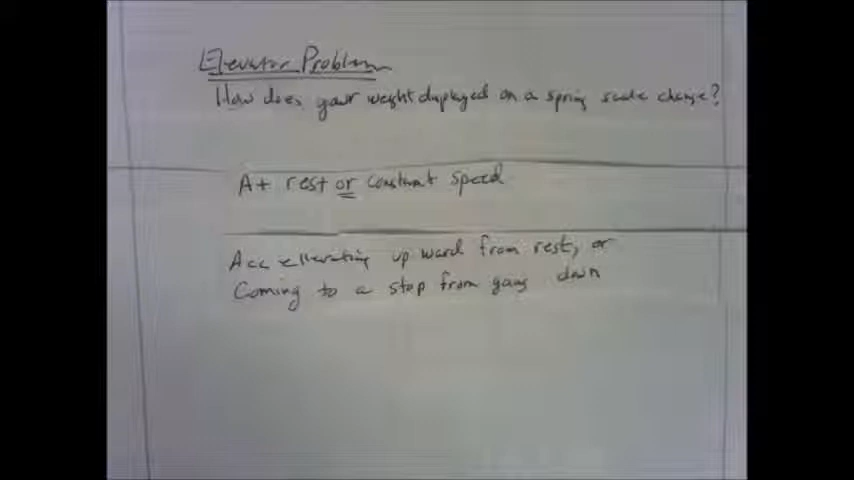 Elevator Problem
How does your weight displayed on a spring scale change?
At rest or constant speed
Accellerating upward from rest, or
Coming to a stop from going down